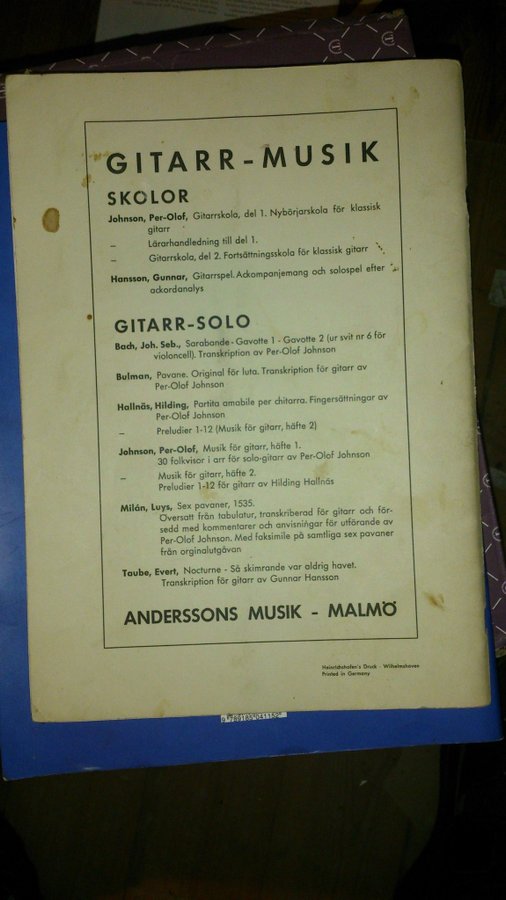 GITARR-MUSIK
SKOLOR
Johnson, Per-Olof, Gitarrskola, del 1. Nybörjarskola för klassisk
gitarr
– Lärarhandledning till del 1.
– Gitarrskola, del 2. Fortsättningsskola för klassisk gitarr
Hansson, Gunnar, Gitarrspel. Ackompanjemang och solospel efter
ackordanalys
GITARR-SOLO
Bach, Joh. Seb., Sarabande - Gavotte 1 - Gavotte 2 (ur svit nr 6 för
violoncell). Transkription av Per-Olof Johnson
Bulman, Pavane. Original för luta. Transkription för gitarr av
Per-Olof Johnson
Hallnäs, Hilding, Partita amabile per chitarra. Fingersättningar av
Per-Olof Johnson
– Preludier 1-12 (Musik för gitarr, häfte 2)
Johnson, Per-Olof, Musik för gitarr, häfte 1.
30 folkvisor i arr för solo-gitarr av Per-Olof Johnson
– Musik för gitarr, häfte 2.
Preludier 1-12 för gitarr av Hilding Hallnäs
Milán, Luys, Sex pavaner, 1535.
Översatt från tabulatur, transkriberad för gitarr och för-
sedd med kommentarer och anvisningar för utförande av
Per-Olof Johnson. Med faksimile på samtliga sex pavaner
från orginalutgåvan
Taube, Evert, Nocturne - Så skimrande var aldrig havet.
Transkription för gitarr av Gunnar Hansson
ANDERSSONS MUSIK – MALMÖ
Heinrichshofen's Druck - Wilhelmshaven
Printed in Germany
9 789185 041152